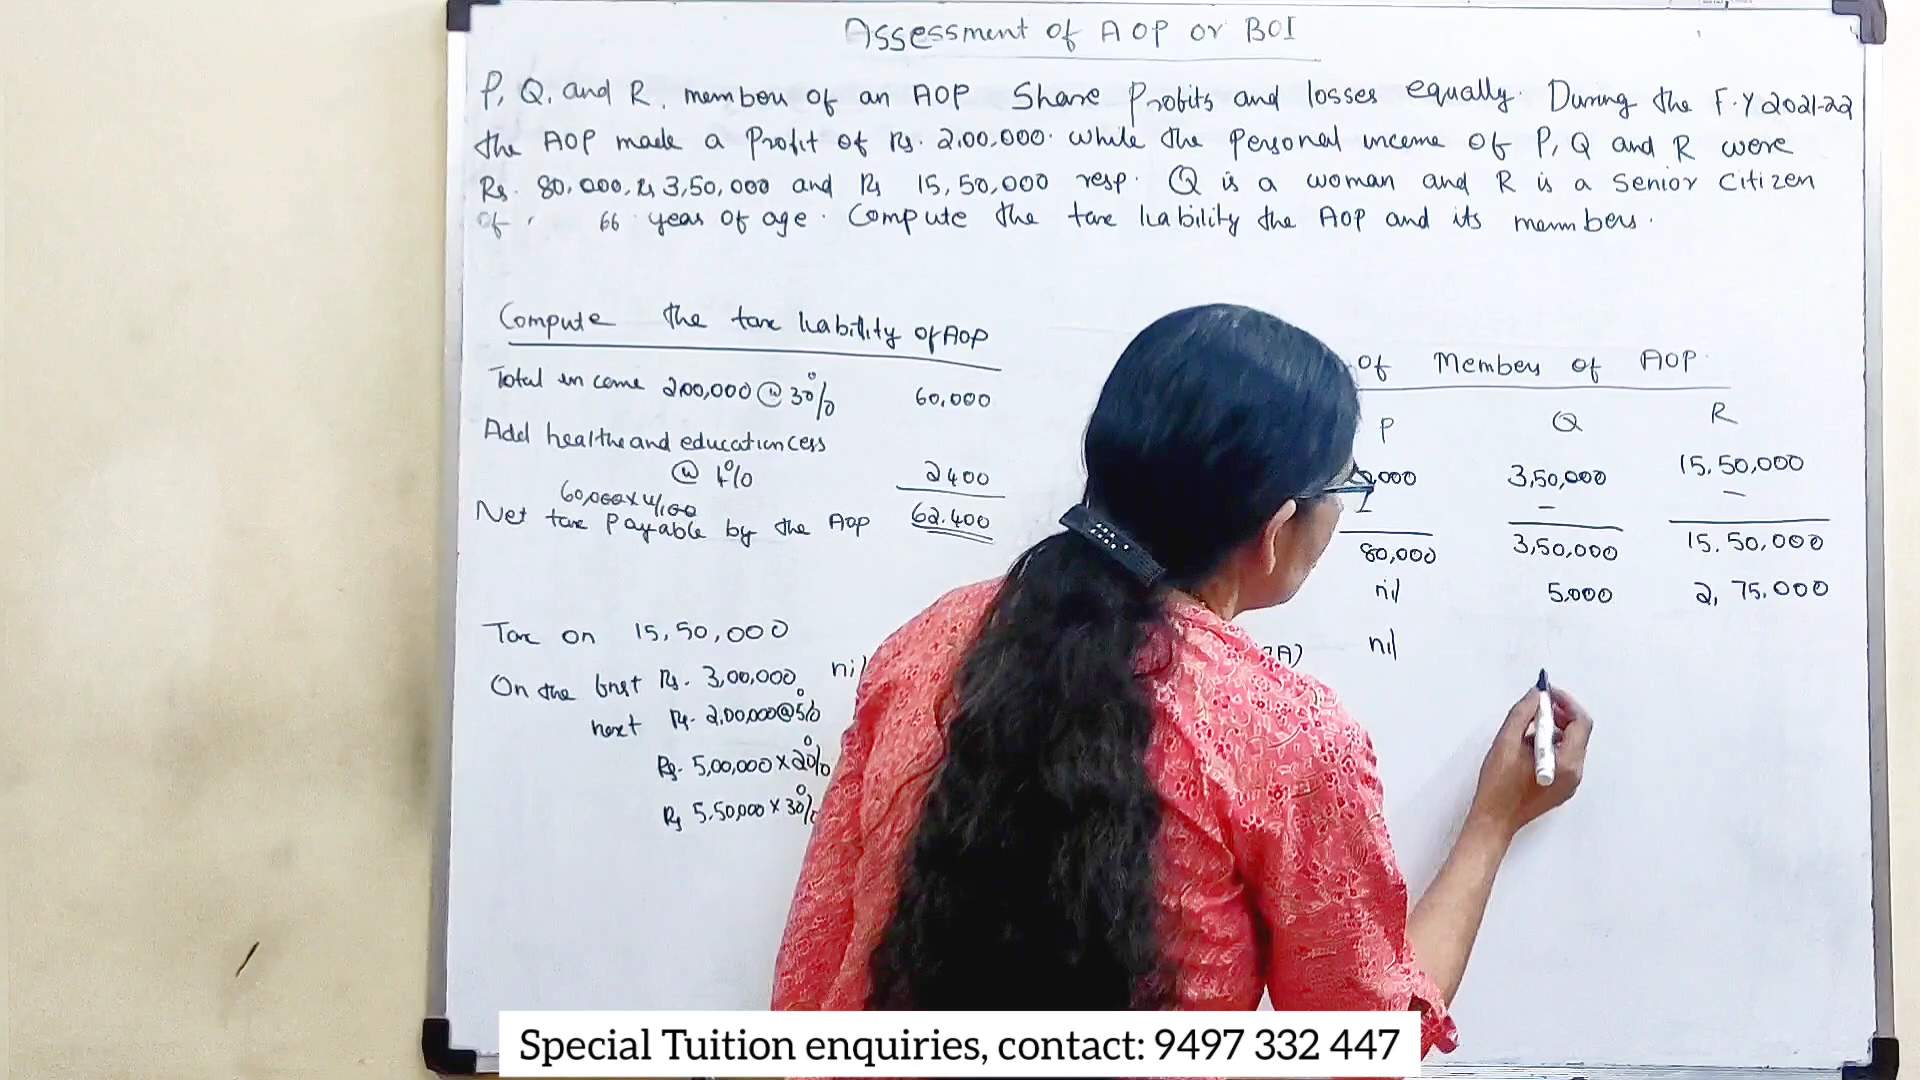 Assessment of AOP or BOI
P, Q, and R, members of an AOP Share Profits and losses equally. During the F.Y 2021-22
the AOP made a Profit of Rs. 2,00,000. while the Personal income of P, Q and R were
Rs. 80,000, Rs 3,50,000 and Rs 15,50,000 resp. Q is a woman and R is a Senior Citizen
of 66 years of age. Compute the tax liability the AOP and its members.
Compute the tax liability of AOP
Total income 2,00,000 @ 30% 60,000
Add health and education cess
@ 4% 2400
60,000x4/100
Net tax Payable by the AOP 62,400
Tax on 15,50,000
On the first Rs. 3,00,000 nil
next Rs. 2,00,000@5%
Rs. 5,00,000 x 20%
Rs 5,50,000 x 30%
of Members of AOP
P Q R
,000 3,50,000 15,50,000
- -
80,000 3,50,000 15,50,000
nil 5000 2,75,000
A) nil
Special Tuition enquiries, contact: 9497 332 447